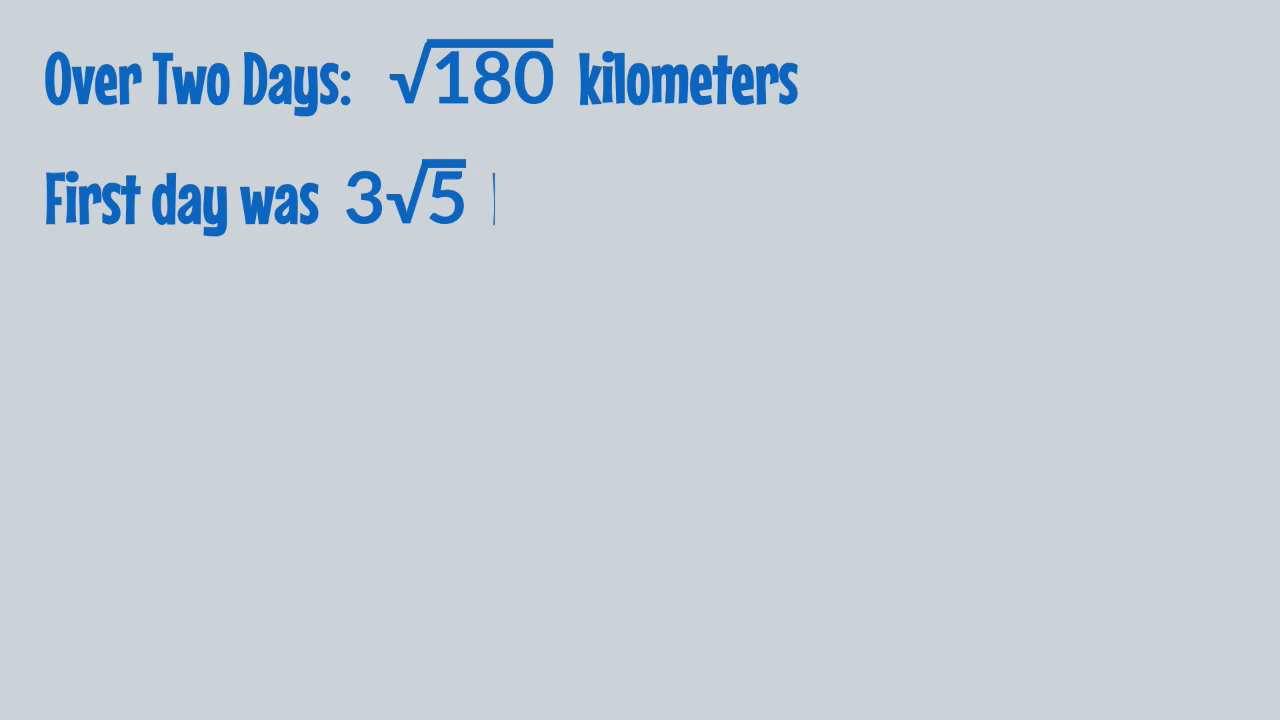 Over Two Days: √180 kilometers
First day was 3√5